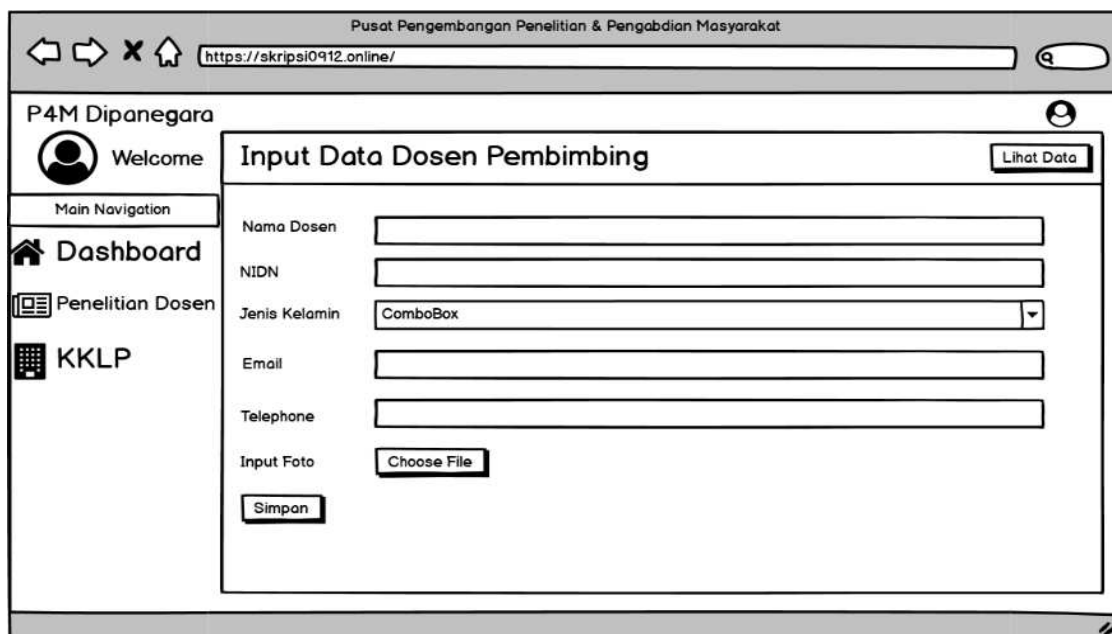 Pusat Pengembangan Penelitian & Pengabdian Masyarakat
https://skripsi0912.online/
P4M Dipanegara
Welcome
Main Navigation
Dashboard
Penelitian Dosen
KKLP
Input Data Dosen Pembimbing
Lihat Data
Nama Dosen
NIDN
Jenis Kelamin
ComboBox
Email
Telephone
Input Foto
Choose File
Simpan